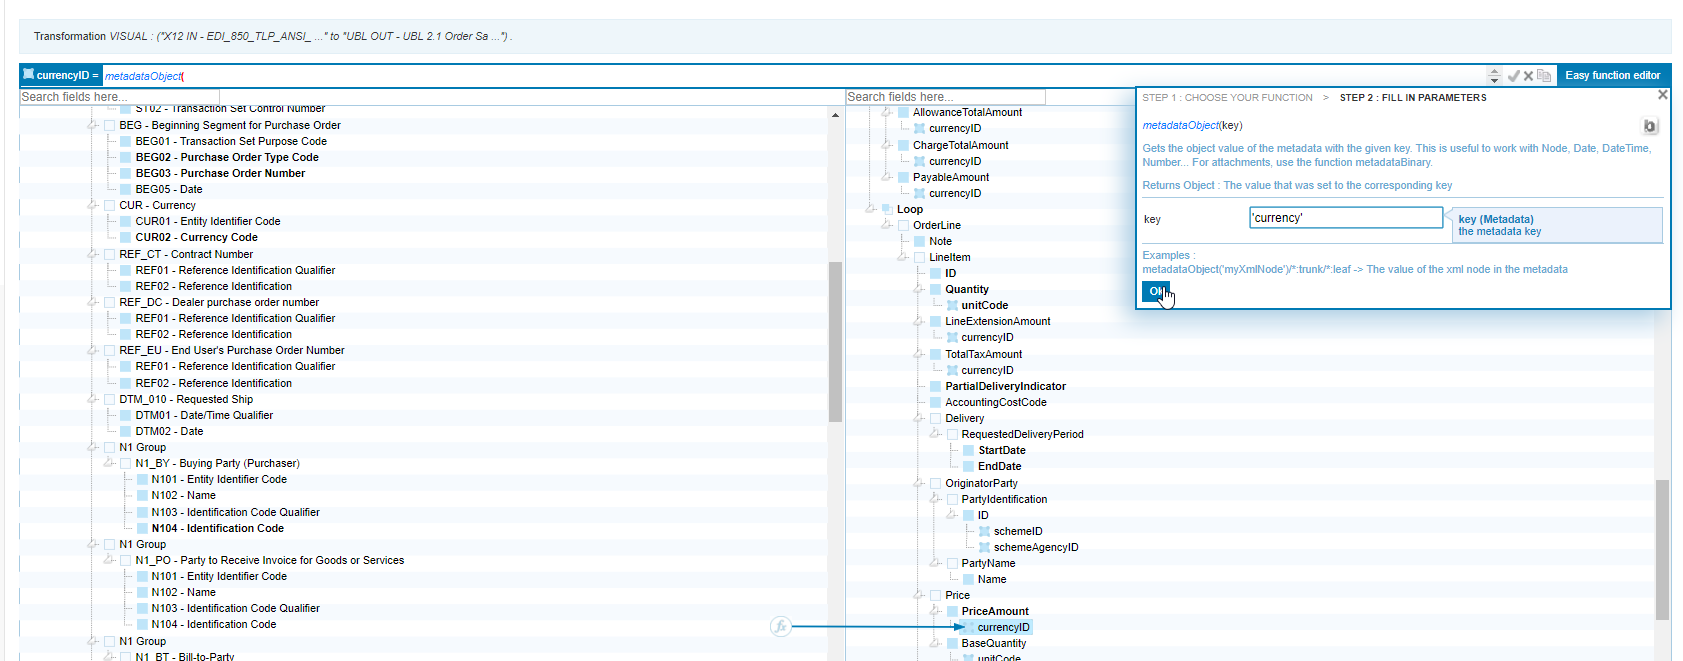 Transformation VISUAL : ("X12 IN - EDI_850_TLP_ANSI_ ..." to "UBL OUT - UBL 2.1 Order Sa ...") .
currencyID = metadataObject(
Easy function editor
Search fields here...
ST02 - Transaction Set Control Number
BEG - Beginning Segment for Purchase Order
BEG01 - Transaction Set Purpose Code
BEG02 - Purchase Order Type Code
BEG03 - Purchase Order Number
BEG05 - Date
CUR - Currency
CUR01 - Entity Identifier Code
CUR02 - Currency Code
REF_CT - Contract Number
REF01 - Reference Identification Qualifier
REF02 - Reference Identification
REF_DC - Dealer purchase order number
REF01 - Reference Identification Qualifier
REF02 - Reference Identification
REF_EU - End User's Purchase Order Number
REF01 - Reference Identification Qualifier
REF02 - Reference Identification
DTM_010 - Requested Ship
DTM01 - Date/Time Qualifier
DTM02 - Date
N1 Group
N1_BY - Buying Party (Purchaser)
N101 - Entity Identifier Code
N102 - Name
N103 - Identification Code Qualifier
N104 - Identification Code
N1 Group
N1_PO - Party to Receive Invoice for Goods or Services
N101 - Entity Identifier Code
N102 - Name
N103 - Identification Code Qualifier
N104 - Identification Code
N1 Group
N1_BT - Bill-to-Party
fx
Search fields here...
AllowanceTotalAmount
currencyID
ChargeTotalAmount
currencyID
PayableAmount
currencyID
Loop
OrderLine
Note
LineItem
ID
Quantity
unitCode
LineExtensionAmount
currencyID
TotalTaxAmount
currencyID
PartialDeliveryIndicator
AccountingCostCode
Delivery
RequestedDeliveryPeriod
StartDate
EndDate
OriginatorParty
PartyIdentification
ID
schemeID
schemeAgencyID
PartyName
Name
Price
PriceAmount
currencyID
BaseQuantity
unitCode
STEP 1 : CHOOSE YOUR FUNCTION > STEP 2 : FILL IN PARAMETERS
metadataObject(key)
Gets the object value of the metadata with the given key. This is useful to work with Node, Date, DateTime,
Number... For attachments, use the function metadataBinary.
Returns Object : The value that was set to the corresponding key
key
'currency'
key (Metadata)
the metadata key
Examples :
metadataObject('myXmlNode')/*:trunk/*:leaf -> The value of the xml node in the metadata
Ok